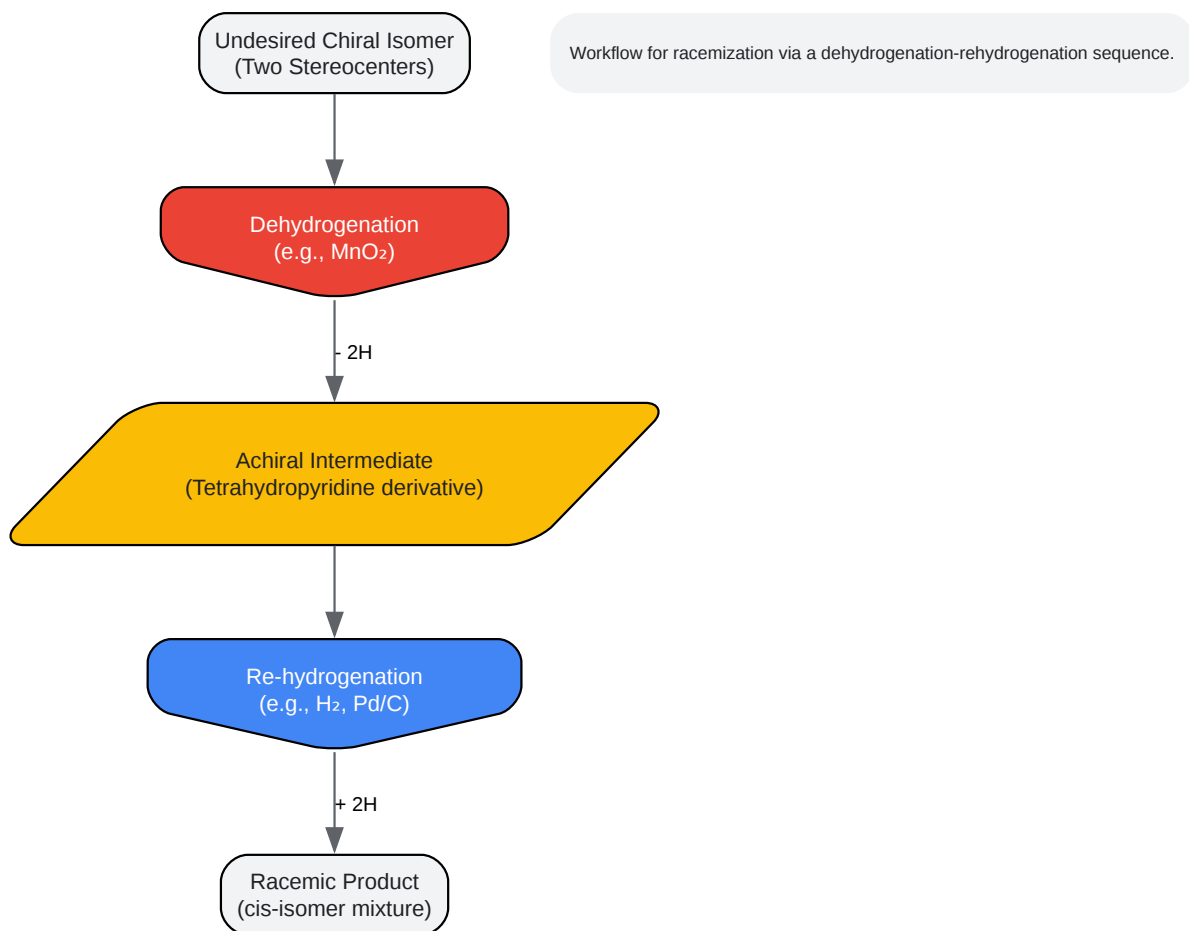 Undesired Chiral Isomer
(Two Stereocenters)
Workflow for racemization via a dehydrogenation-rehydrogenation sequence.
Dehydrogenation
(e.g., MnO₂)
- 2H
Achiral Intermediate
(Tetrahydropyridine derivative)
Re-hydrogenation
(e.g., H₂, Pd/C)
+ 2H
Racemic Product
(cis-isomer mixture)